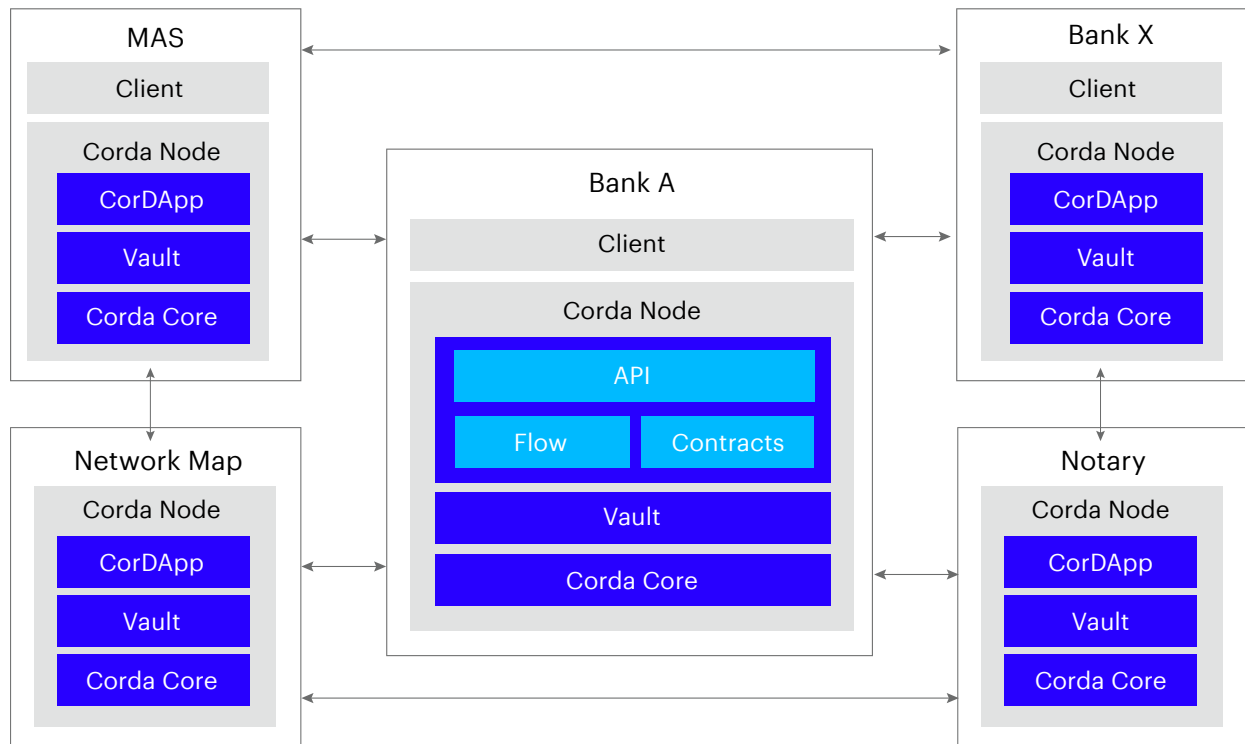 MAS
Client
Corda Node
CorDApp
Vault
Corda Core
Bank X
Client
Corda Node
CorDApp
Vault
Corda Core
Bank A
Client
Corda Node
API
Flow
Contracts
Vault
Corda Core
Network Map
Corda Node
CorDApp
Vault
Corda Core
Notary
Corda Node
CorDApp
Vault
Corda Core